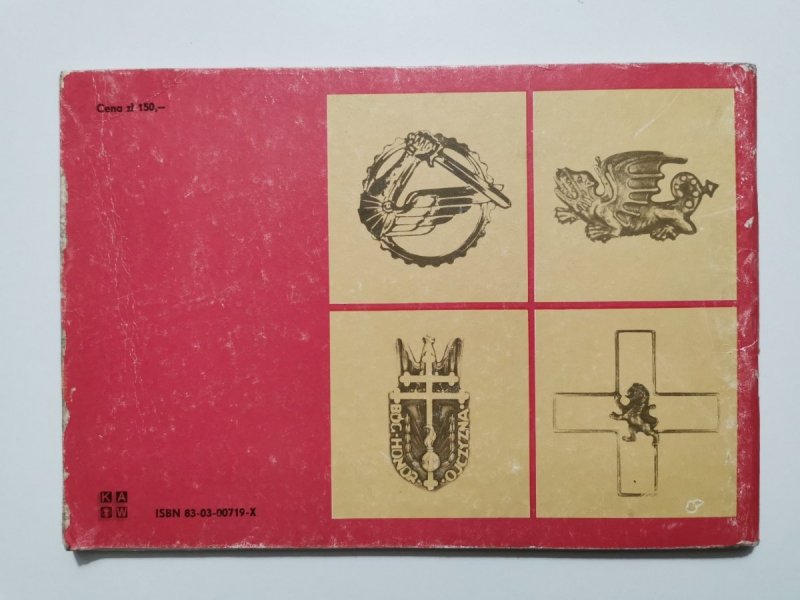 Cena zł 150,—
BÓG·HONOR
OJCZYZNA·
K A
W
ISBN 83-03-00719-X